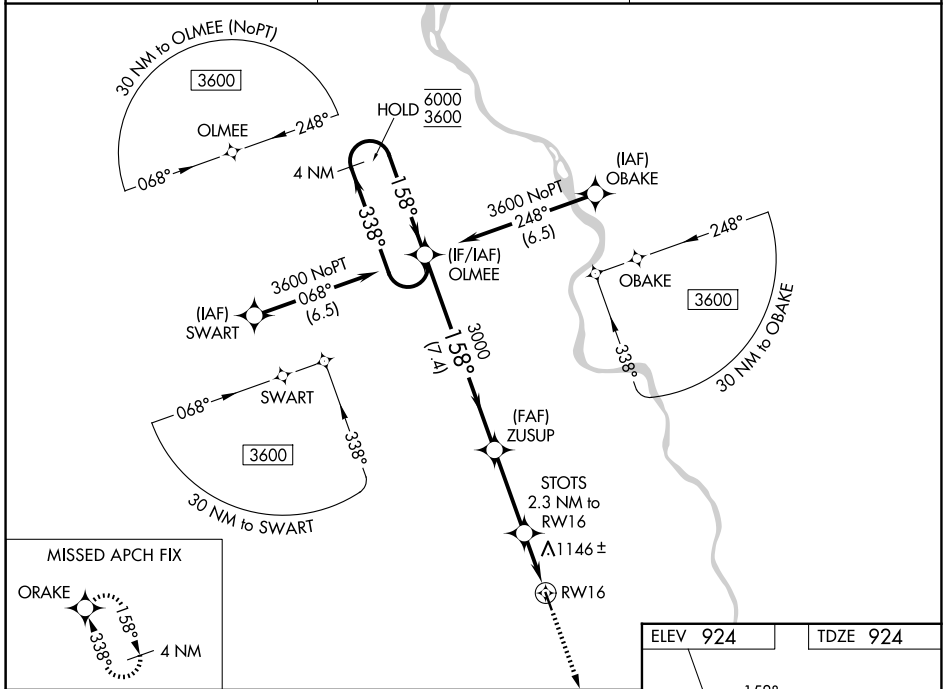 30 NM to OLMEE (NoPT)
3600
OLMEE
068°
248°
HOLD 6000
3600
4 NM
158°
338°
(IAF)
OBAKE
3600 NoPT
248°
(6.5)
(IF/IAF)
OLMEE
3600 NoPT
068°
(6.5)
(IAF)
SWART
248°
OBAKE
3600
338°
30 NM to OBAKE
3000
158°
(7.4)
068°
SWART
3600
338°
30 NM to SWART
(FAF)
ZUSUP
STOTS
2.3 NM to
RW16
1146 ±
RW16
MISSED APCH FIX
ORAKE
158°
338°
4 NM
ELEV 924
TDZE 924